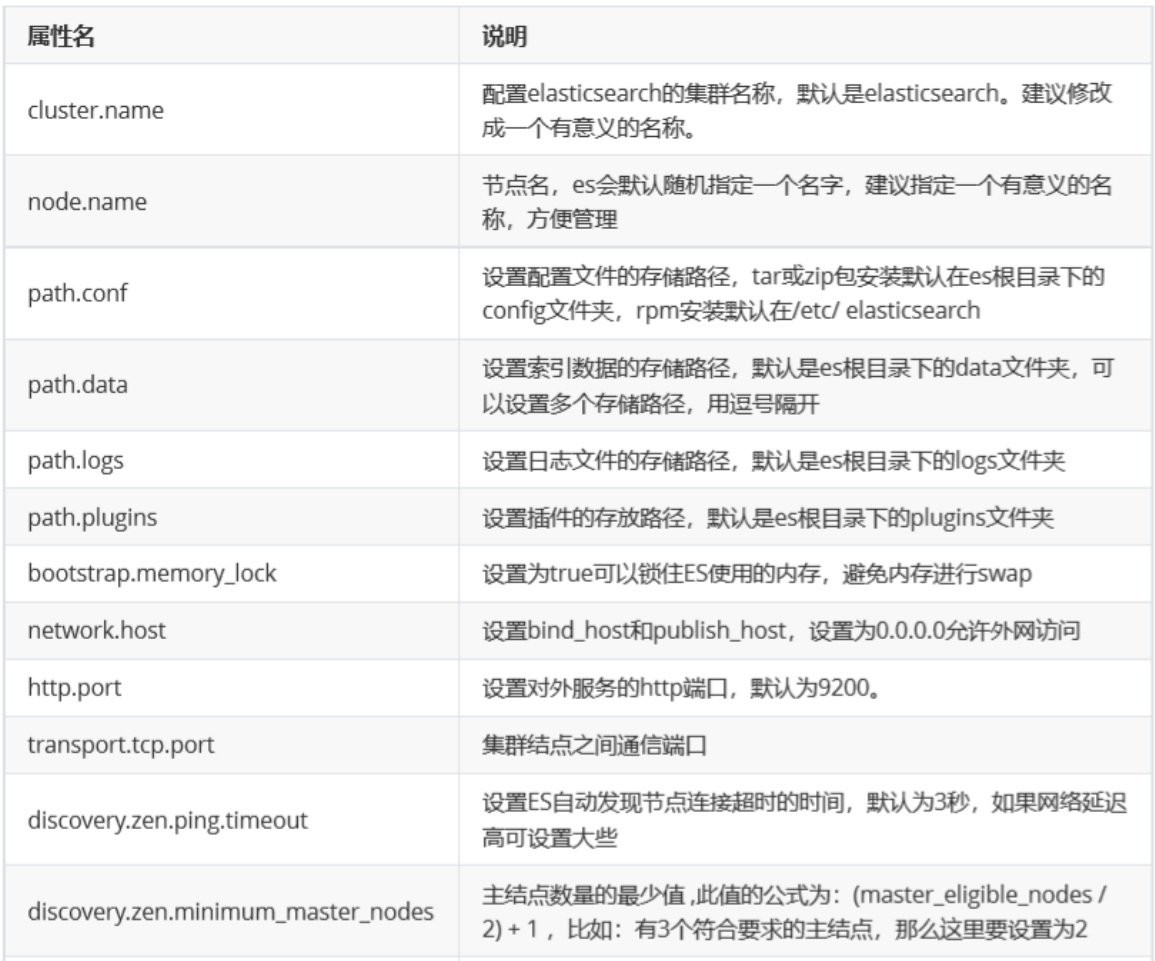 属性名 说明
cluster.name 配置elasticsearch的集群名称，默认是elasticsearch。建议修改
成一个有意义的名称。
node.name 节点名，es会默认随机指定一个名字，建议指定一个有意义的名
称，方便管理
path.conf 设置配置文件的存储路径，tar或zip包安装默认在es根目录下的
config文件夹，rpm安装默认在/etc/ elasticsearch
path.data 设置索引数据的存储路径，默认是es根目录下的data文件夹，可
以设置多个存储路径，用逗号隔开
path.logs 设置日志文件的存储路径，默认是es根目录下的logs文件夹
path.plugins 设置插件的存放路径，默认是es根目录下的plugins文件夹
bootstrap.memory_lock 设置为true可以锁住ES使用的内存，避免内存进行swap
network.host 设置bind_host和publish_host，设置为0.0.0.0允许外网访问
http.port 设置对外服务的http端口，默认为9200。
transport.tcp.port 集群结点之间通信端口
discovery.zen.ping.timeout 设置ES自动发现节点连接超时的时间，默认为3秒，如果网络延迟
高可设置大些
discovery.zen.minimum_master_nodes 主结点数量的最少值 ,此值的公式为：(master_eligible_nodes /
2) + 1 ，比如：有3个符合要求的主结点，那么这里要设置为2